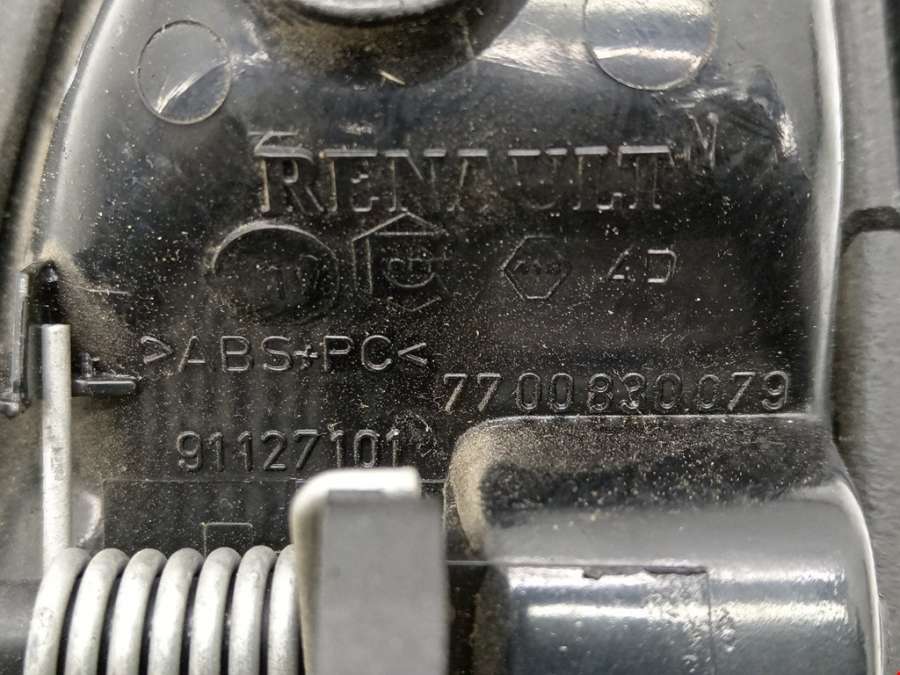 RENAULT
4D
>ABS+PC<
7700830079
91127101